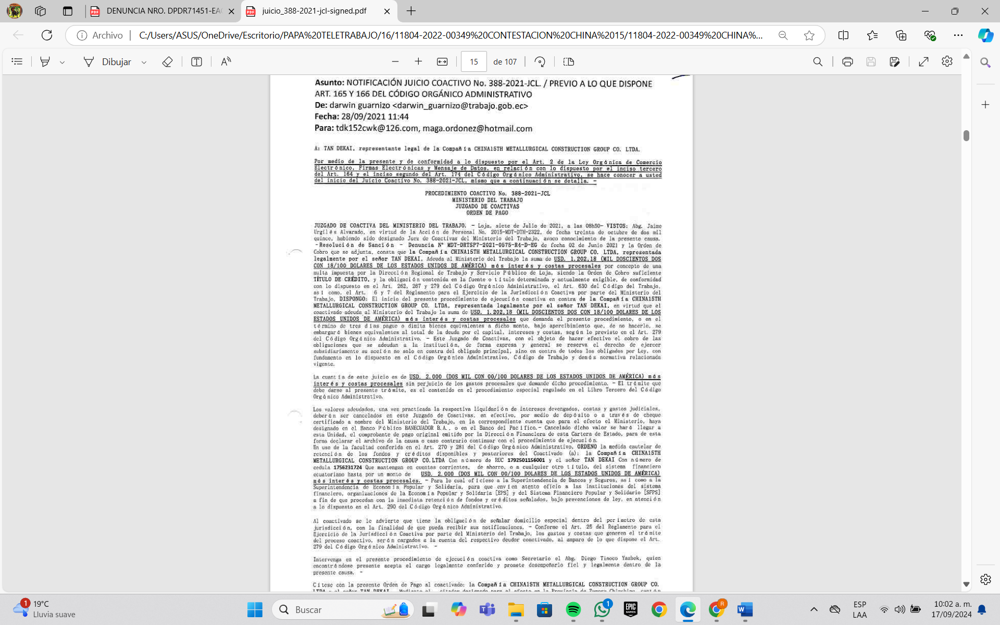 DENUNCIA NRO. DPDR71451-EAC
juicio_388-2021-jcl-signed.pdf
Archivo
C:/Users/ASUS/OneDrive/Escritorio/PAPA%20TELETRABAJO/16/11804-2022-00349%20CONTESTACION%20CHINA%2015/11804-2022-00349%20CHINA%...
Dibujar
15 de 107
Asunto: NOTIFICACIÓN JUICIO COACTIVO No. 388-2021-JCL. / PREVIO A LO QUE DISPONE
ART. 165 Y 166 DEL CÓDIGO ORGÁNICO ADMINISTRATIVO
De: darwin guarnizo <darwin_guarnizo@trabajo.gob.ec>
Fecha: 28/09/2021 11:44
Para: tdk152cwk@126.com, maga.ordonez@hotmail.com
A: TAN DEKAI, representante legal de la Compañía CHINA15TH METALLURGICAL CONSTRUCTION GROUP CO. LTDA.
Por medio de la presente y de conformidad a lo dispuesto por el Art. 2 de la Ley Orgánica de Comercio
Electrónico, Firmas Electrónicas y Mensaje de Datos, en relación con lo dispuesto por el inciso tercero
del Art. 164 y el inciso segundo del Art. 174 del Código Orgánico Administrativo, se hace conocer a usted
del inicio del Juicio Coactivo No. 388-2021-JCL, mismo que a continuación se detalla. -
PROCEDIMIENTO COACTIVO No. 388-2021-JCL
MINISTERIO DEL TRABAJO
JUZGADO DE COACTIVAS
ORDEN DE PAGO
JUZGADO DE COACTIVA DEL MINISTERIO DEL TRABAJO. - Loja, siete de Julio de 2021, a las 08h50- VISTOS: Abg. Jaime
Urgilés Alvarado, en virtud de la Acción de Personal No. 2015-MDT-DTH-2322, de fecha treinta de octubre de dos mil
quince, habiendo sido designado Juez de Coactivas del Ministerio del Trabajo, avoco conocimiento de la presente causa.
-Resolución de Sanción - Denuncia N° MDT-DRTSP7-2021-0575-R4-D-EG de fecha 02 de Junio 2021 y la Orden de
Cobro que se adjunta, consta que la Compañía CHINA15TH METALLURGICAL CONSTRUCTION GROUP CO. LTDA, representada
legalmente por el señor TAN DEKAI, Adeuda al Ministerio del Trabajo la suma de USD. 1.202,18 (MIL DOSCIENTOS DOS
CON 18/100 DOLARES DE LOS ESTADOS UNIDOS DE AMÉRICA) más interés y costas procesales por concepto de una
multa impuesta por la Dirección Regional de Trabajo y Servicio Público de Loja, siendo la Orden de Cobro suficiente
TÍTULO DE CRÉDITO, y la obligación contenida en la fuente o título determinada y actualmente exigible, de conformidad
con lo dispuesto en el Art. 262, 267 y 279 del Código Orgánico Administrativo, el Art. 630 del Código del Trabajo,
así como, el Art. 6 y 7 del Reglamento para el Ejercicio de la Jurisdicción Coactiva por parte del Ministerio del
Trabajo, DISPONGO: El inicio del presente procedimiento de ejecución coactiva en contra de la Compañía CHINA15TH
METALLURGICAL CONSTRUCTION GROUP CO. LTDA, representada legalmente por el señor TAN DEKAI, en virtud que el
coactivado adeuda al Ministerio del Trabajo la suma de USD. 1.202,18 (MIL DOSCIENTOS DOS CON 18/100 DOLARES DE LOS
ESTADOS UNIDOS DE AMÉRICA) más interés y costas procesales que demanda el presente procedimiento, o en el
término de tres días pague o dimita bienes equivalentes a dicho monto, bajo apercibimiento que, de no hacerlo, se
embargará bienes equivalentes al total de la deuda por el capital, intereses y costas, según lo previsto en el Art. 279
del Código Orgánico Administrativo. - Este Juzgado de Coactivas, con el objeto de hacer efectivo el cobro de las
obligaciones que se adeudan a la institución, de forma expresa y general se reserva el derecho de ejercer
subsidiariamente su acción no solo en contra del obligado principal, sino en contra de todos los obligados por Ley, con
fundamento en lo dispuesto en el Código Orgánico Administrativo, Código de Trabajo y demás normativa relacionada
vigente.
La cuantía de este juicio es de USD. 2.000 (DOS MIL CON 00/100 DOLARES DE LOS ESTADOS UNIDOS DE AMÉRICA) más
interés y costas procesales sin perjuicio de los gastos procesales que demande dicho procedimiento. - El trámite que
debe darse al presente trámite, es el contenido en el procedimiento especial regulado en el Libro Tercero del Código
Orgánico Administrativo.
Los valores adeudados, una vez practicada la respectiva liquidación de intereses devengados, costas y gastos judiciales,
deberán ser cancelados en este Juzgado de Coactivas, en efectivo, por medio de depósito o a través de cheque
certificado a nombre del Ministerio del Trabajo, en la correspondiente cuenta que para el efecto el Ministerio, haya
designado en el Banco Público BANECUADOR B.A., o en el Banco del Pacífico.- Cancelado dicho valor se hará llegar a
esta Unidad, el comprobante de pago original emitido por la Dirección Financiera de esta Cartera de Estado, para de esta
forma declarar el archivo de la causa o caso contrario continuar con el procedimiento de ejecución.
En uso de la facultad conferida en el Art. 270 y 281 del Código Orgánico Administrativo, ORDENO la medida cautelar de
retención de los fondos y créditos disponibles y posteriores del Coactivado (a): la Compañía CHINA15TH
METALLURGICAL CONSTRUCTION GROUP CO.LTDA Con número de RUC 1792501156001 y el señor TAN DEKAI Con número de
cedula 1756231724 Que mantengan en cuentas corrientes, de ahorro, o a cualquier otro título, del sistema financiero
ecuatoriano hasta por un monto de USD. 2.000 (DOS MIL CON 00/100 DOLARES DE LOS ESTADOS UNIDOS DE AMÉRICA)
más interés y costas procesales. - Para lo cual ofíciese a la Superintendencia de Bancos y Seguros, así como a la
Superintendencia de Economía Popular y Solidaria, para que envíen atento oficio a las instituciones del sistema
financiero, organizaciones de la Economía Popular y Solidaria [EPS] y del Sistema Financiero Popular y Solidario [SFPS]
a fin de que procedan con la inmediata retención de fondos y créditos señalados, bajo prevenciones de ley, en atención
a lo dispuesto en el Art. 290 del Código Orgánico Administrativo.
Al coactivado se le advierte que tiene la obligación de señalar domicilio especial dentro del perímetro de esta
jurisdicción, con la finalidad de que pueda recibir sus notificaciones. - Conforme el Art. 25 del Reglamento para el
Ejercicio de la Jurisdicción Coactiva por parte del Ministerio del Trabajo, los gastos y costas que generen el trámite
del proceso coactivo, serán cargados a la cuenta del respectivo deudor coactivado, al amparo de lo que dispone el Art.
279 del Código Orgánico Administrativo. -
Intervenga en el presente procedimiento de ejecución coactiva como Secretario el Abg. Diego Tinoco Yazbek, quien
encontrándose presente acepta el cargo legalmente conferido y promete desempeñarlo fiel y legalmente dentro de la
presente causa. -
Cítese con la presente Orden de Pago al coactivado: la Compañía CHINA15TH METALLURGICAL CONSTRUCTION GROUP CO.
1
19°C
Lluvia suave
Buscar
EPIC GAMES
1
R
ESP
LAA
10:02 a. m.
17/09/2024